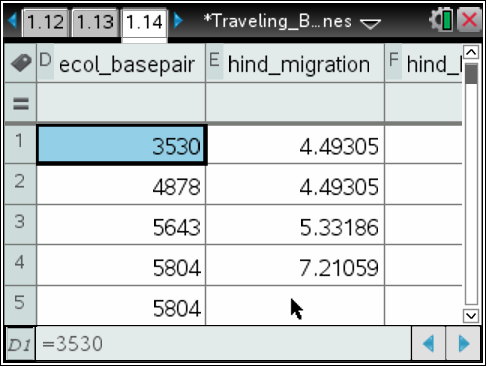 1.12 1.13 1.14 *Traveling_B…nes
D ecol_basepair E hind_migration F hind_
=
1 3530 4.49305
2 4878 4.49305
3 5643 5.33186
4 5804 7.21059
5 5804
D1 =3530